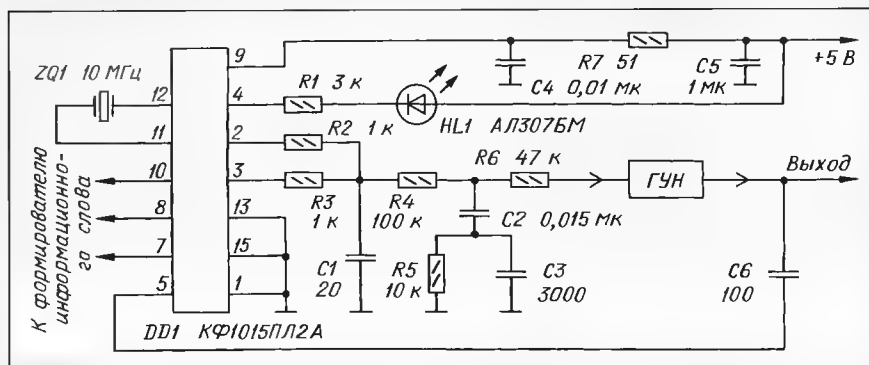 9
ZQ1 10 МГц
12
11
10
8
7
5
4
2
3
13
15
1
R1 3 к
R2 1 к
R3
1 к
HL1 АЛ307БМ
C4 0,01 мк
R7 51
C5
1 мк
+5 В
R4
100 к
R6 47 к
ГУН
Выход
C2 0,015 мк
C1
20
R5
10 к
C3
3000
C6
100
К формирователю
информационно-
го слова
DD1 КФ1015ПЛ2А